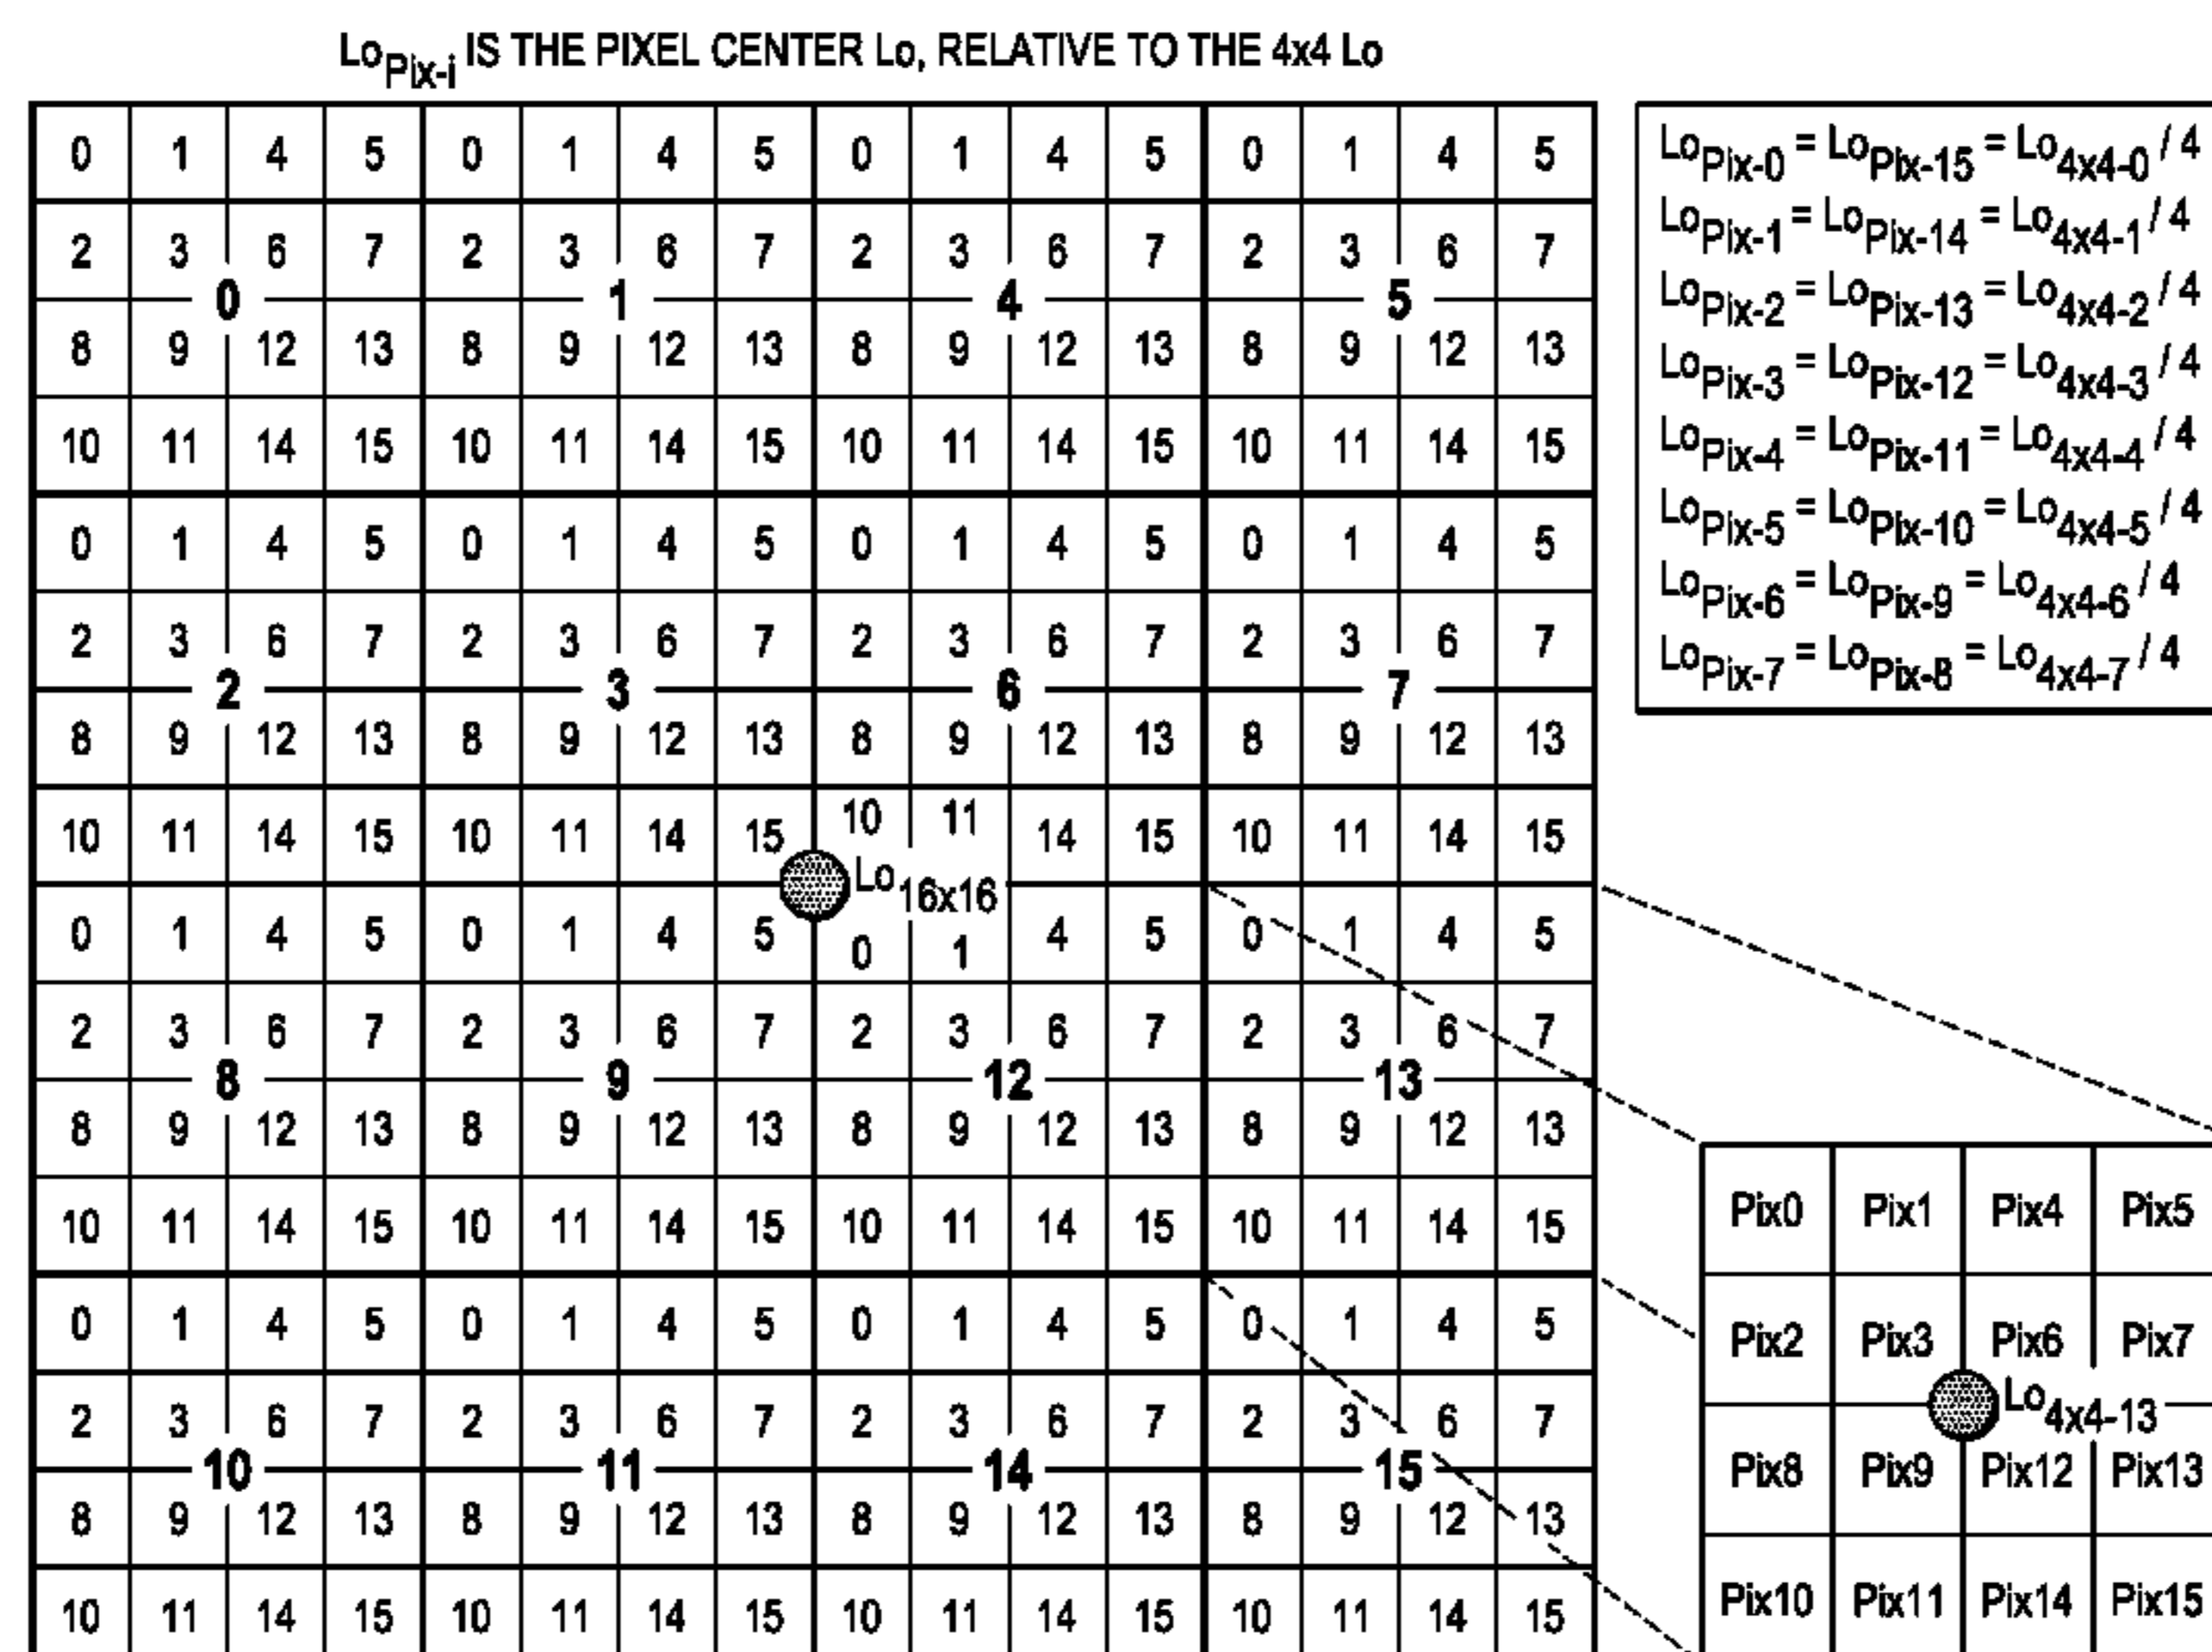 Lo Pix-i IS THE PIXEL CENTER Lo, RELATIVE TO THE 4x4 Lo
0 1 4 5 0 1 4 5 0 1 4 5 0 1 4 5
2 3 6 7 2 3 6 7 2 3 6 7 2 3 6 7
0 1 4 5
8 9 12 13 8 9 12 13 8 9 12 13 8 9 12 13
10 11 14 15 10 11 14 15 10 11 14 15 10 11 14 15
0 1 4 5 0 1 4 5 0 1 4 5 0 1 4 5
2 3 6 7 2 3 6 7 2 3 6 7 2 3 6 7
2 3 6 7
8 9 12 13 8 9 12 13 8 9 12 13 8 9 12 13
10 11 14 15 10 11 14 15 10 11 14 15 10 11 14 15
Lo16x16
0 1 4 5 0 1 4 5 0 1 4 5 0 1 4 5
2 3 6 7 2 3 6 7 2 3 6 7 2 3 6 7
8 9 12 13
8 9 12 13 8 9 12 13 8 9 12 13 8 9 12 13
10 11 14 15 10 11 14 15 10 11 14 15 10 11 14 15
0 1 4 5 0 1 4 5 0 1 4 5 0 1 4 5
2 3 6 7 2 3 6 7 2 3 6 7 2 3 6 7
10 11 14 15
8 9 12 13 8 9 12 13 8 9 12 13 8 9 12 13
10 11 14 15 10 11 14 15 10 11 14 15 10 11 14 15
LoPix-0 = LoPix-15 = Lo4x4-0 / 4
LoPix-1 = LoPix-14 = Lo4x4-1 / 4
LoPix-2 = LoPix-13 = Lo4x4-2 / 4
LoPix-3 = LoPix-12 = Lo4x4-3 / 4
LoPix-4 = LoPix-11 = Lo4x4-4 / 4
LoPix-5 = LoPix-10 = Lo4x4-5 / 4
LoPix-6 = LoPix-9 = Lo4x4-6 / 4
LoPix-7 = LoPix-8 = Lo4x4-7 / 4
Pix0 Pix1 Pix4 Pix5
Pix2 Pix3 Pix6 Pix7
Lo4x4-13
Pix8 Pix9 Pix12 Pix13
Pix10 Pix11 Pix14 Pix15